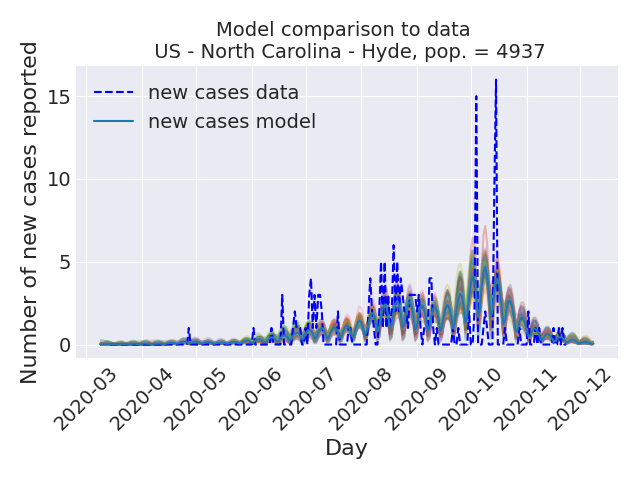 Model comparison to data
US - North Carolina - Hyde, pop. = 4937
Number of new cases reported
15
10
5
0
new cases data
new cases model
2020-03
2020-04
2020-05
2020-06
2020-07
2020-08
2020-09
2020-10
2020-11
2020-12
Day